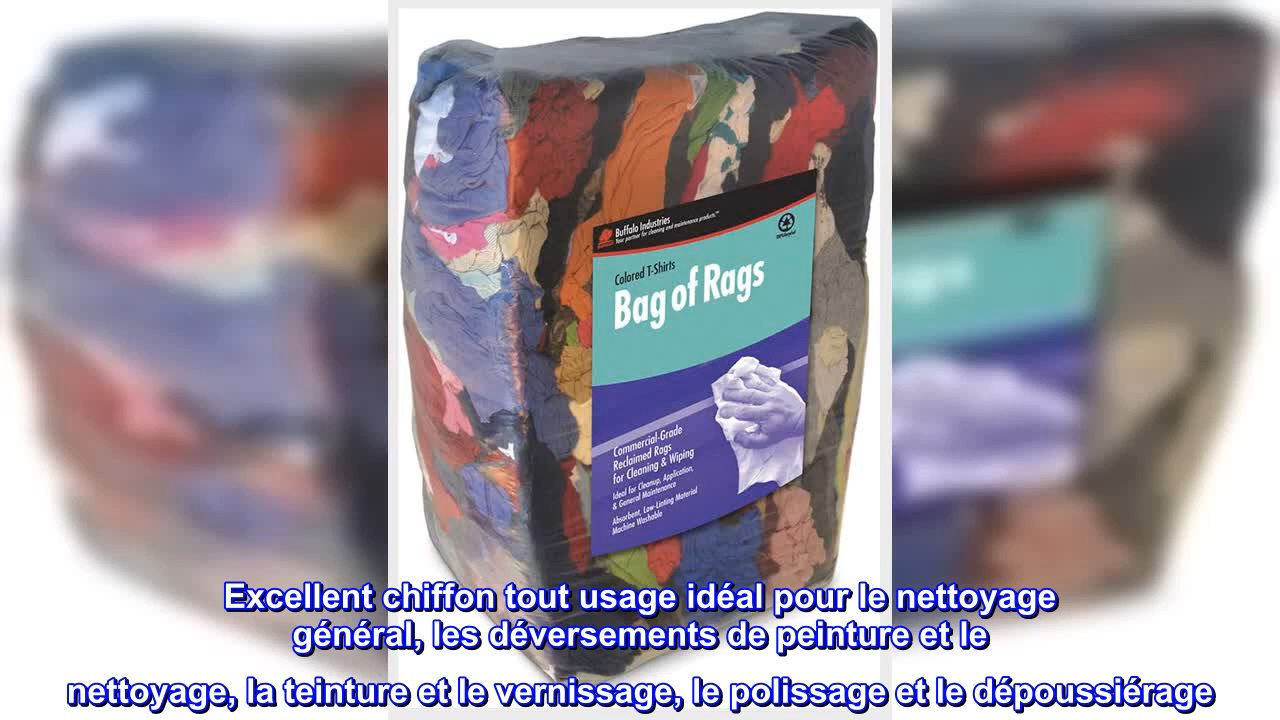 Buffalo Industries
Your partner for cleaning and maintenance products.™
Colored T-Shirts
Bag of Rags
Commercial-Grade
Reclaimed Rags
for Cleaning & Wiping
Ideal for Cleanup, Application,
& General Maintenance
Absorbent, Low-Linting Material
Machine Washable
Excellent chiffon tout usage idéal pour le nettoyage
général, les déversements de peinture et le
nettoyage, la teinture et le vernissage, le polissage et le dépoussiérage